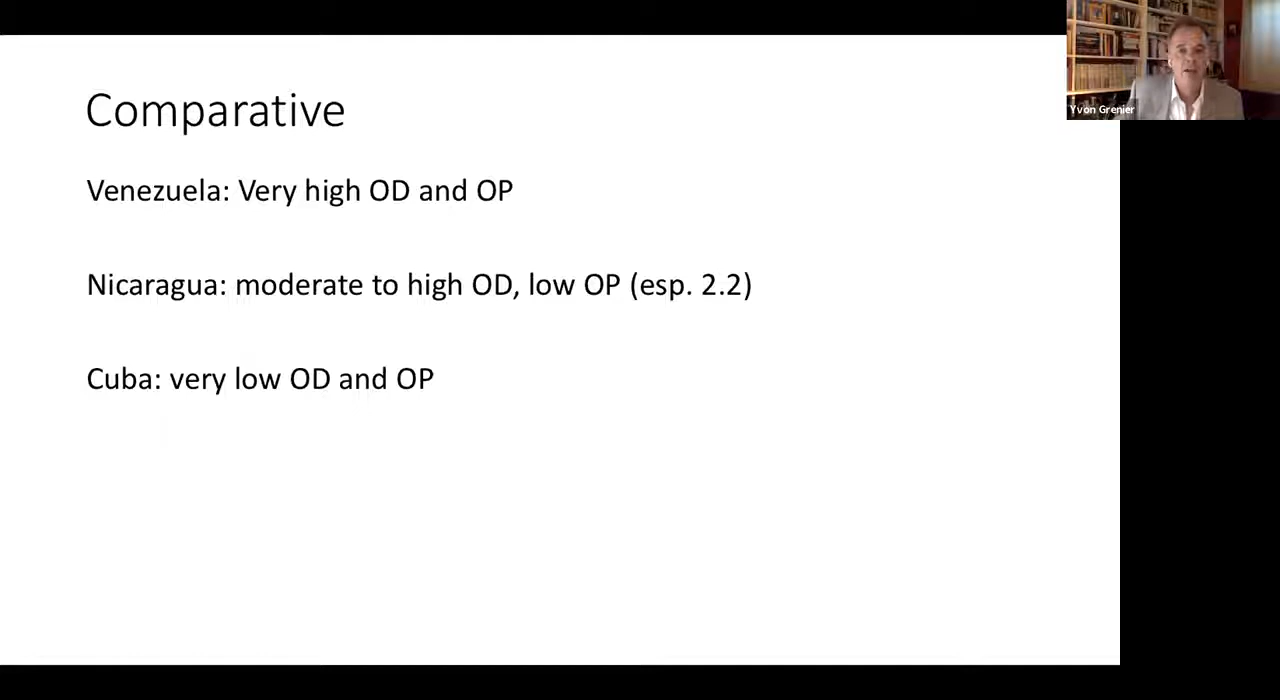 Comparative
Yvon Grenier
Venezuela: Very high OD and OP
Nicaragua: moderate to high OD, low OP (esp. 2.2)
Cuba: very low OD and OP